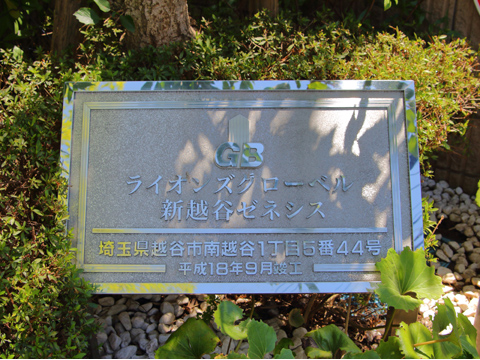 GB
ライオンズグローベル
新越谷ゼネシス
埼玉県越谷市南越谷1丁目5番44号
平成18年9月竣工